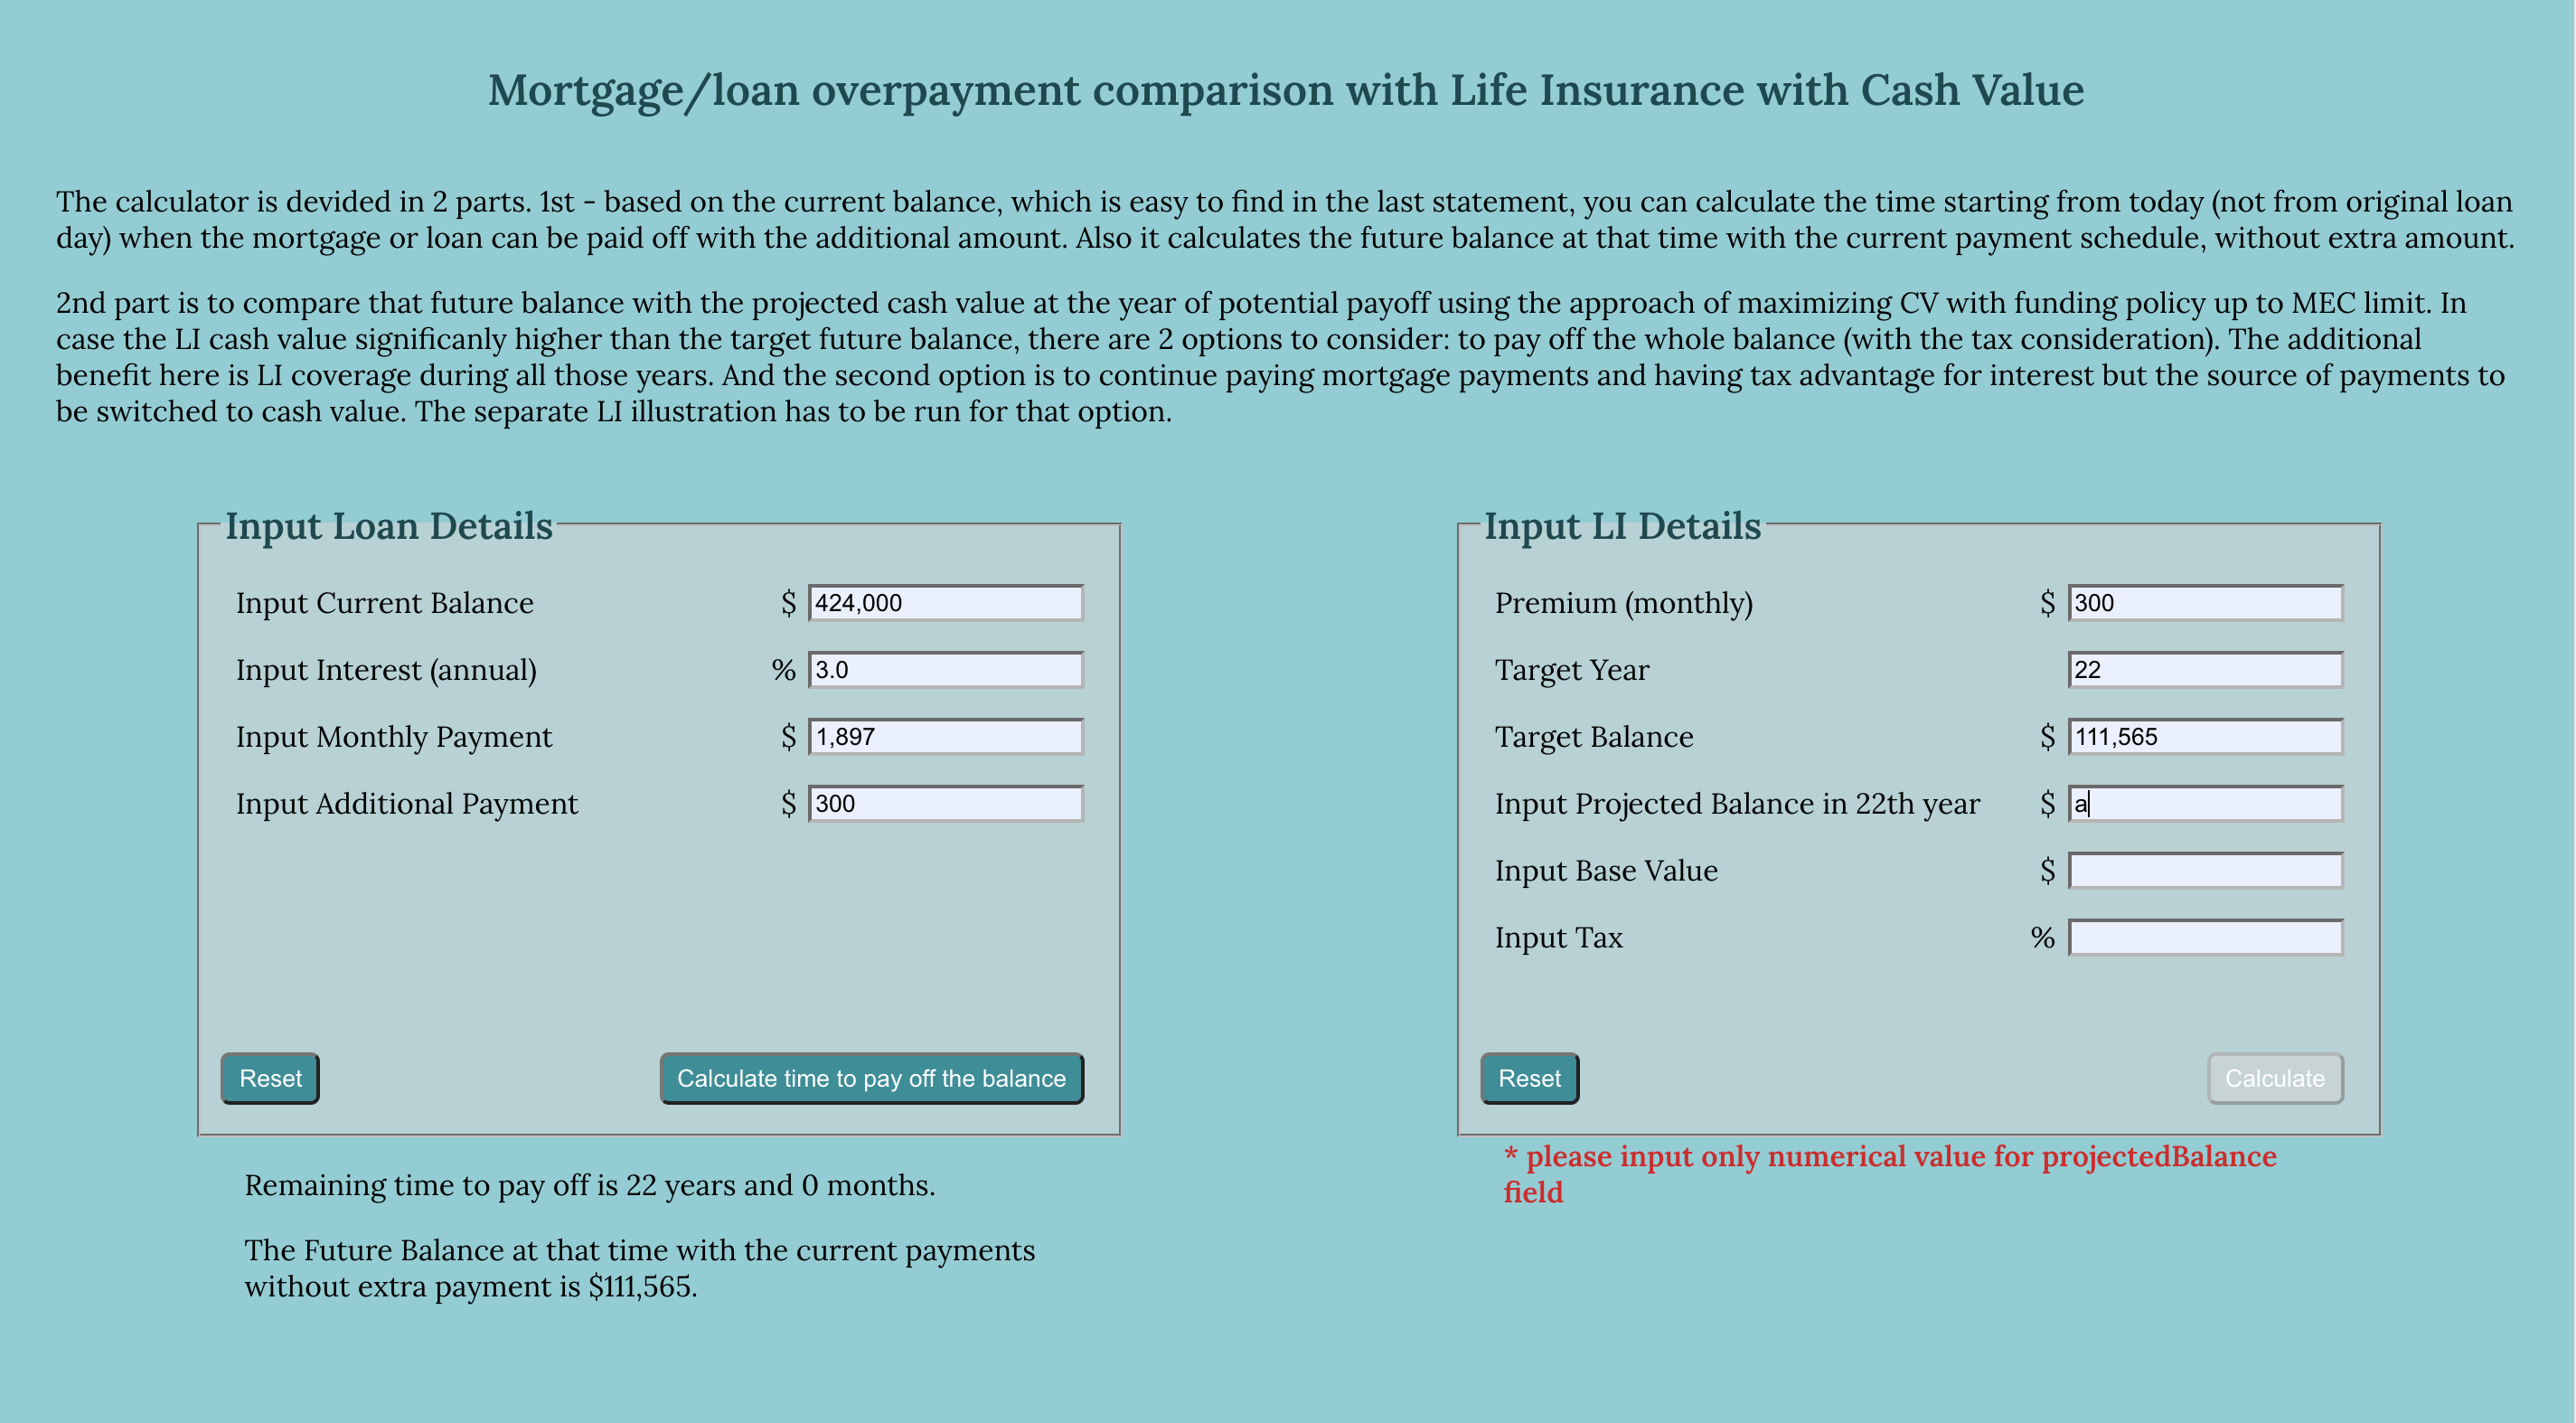 Mortgage/loan overpayment comparison with Life Insurance with Cash Value
The calculator is devided in 2 parts. 1st - based on the current balance, which is easy to find in the last statement, you can calculate the time starting from today (not from original loan
day) when the mortgage or loan can be paid off with the additional amount. Also it calculates the future balance at that time with the current payment schedule, without extra amount.
2nd part is to compare that future balance with the projected cash value at the year of potential payoff using the approach of maximizing CV with funding policy up to MEC limit. In
case the LI cash value significanly higher than the target future balance, there are 2 options to consider: to pay off the whole balance (with the tax consideration). The additional
benefit here is LI coverage during all those years. And the second option is to continue paying mortgage payments and having tax advantage for interest but the source of payments to
be switched to cash value. The separate LI illustration has to be run for that option.
Input Loan Details
Input Current Balance $ 424,000
Input Interest (annual) % 3.0
Input Monthly Payment $ 1,897
Input Additional Payment $ 300
Reset Calculate time to pay off the balance
Remaining time to pay off is 22 years and 0 months.
The Future Balance at that time with the current payments
without extra payment is $111,565.
Input LI Details
Premium (monthly) $ 300
Target Year 22
Target Balance $ 111,565
Input Projected Balance in 22th year $ a
Input Base Value $
Input Tax %
Reset Calculate
* please input only numerical value for projectedBalance
field